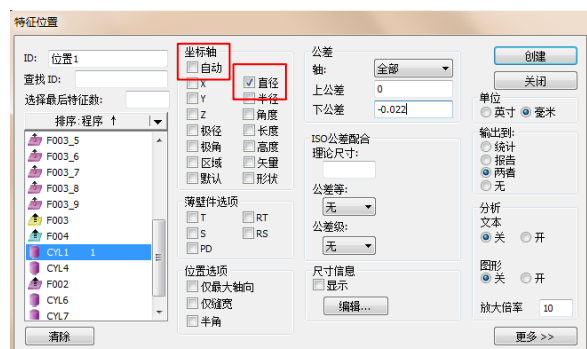 特征位置
ID: 位置1
查找 ID:
选择最后特征数:
排序:程序 ↑
F003_5
F003_6
F003_7
F003_8
F003_9
F003
F004
CYL1 1
CYL4
F002
CYL6
CYL7
清除
坐标轴
自动
X 直径
Y 半径
Z 角度
极径 长度
极角 高度
区域 矢量
默认 形状
薄壁件选项
T RT
S RS
PD
位置选项
仅最大轴向
仅缝宽
半角
公差
轴: 全部
上公差 0
下公差 -0.022
ISO公差配合
理论尺寸:
公差等:
无
公差级:
无
尺寸信息
显示
编辑...
创建
关闭
单位
英寸 毫米
输出到:
统计
报告
两者
无
分析
文本
关 开
图形
关 开
放大倍率 10
更多 >>